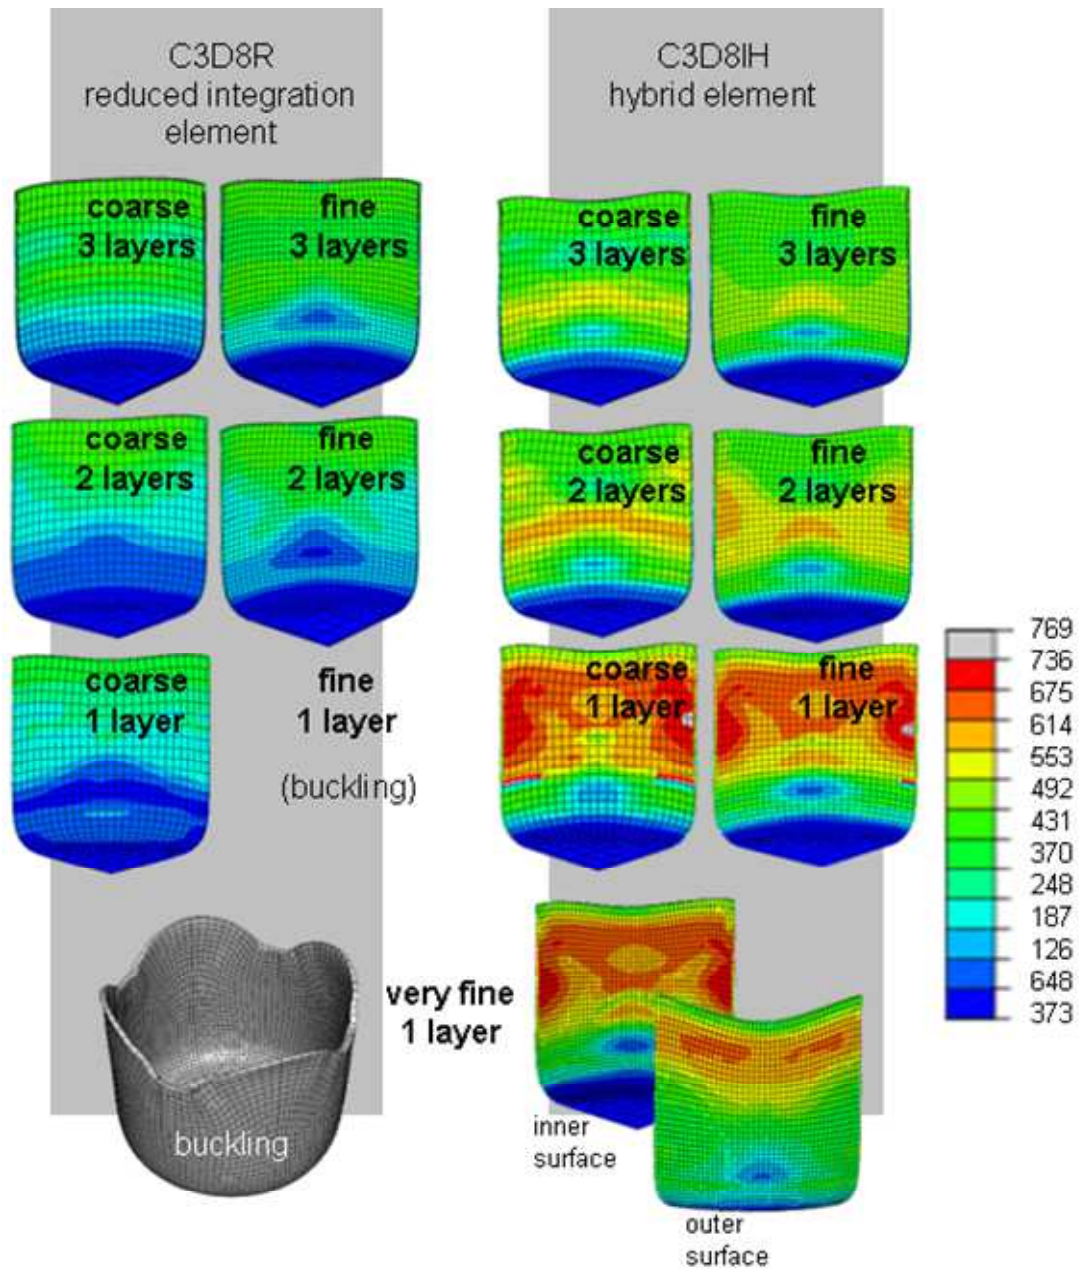 C3D8R
reduced integration
element
C3D8IH
hybrid element
coarse
3 layers
fine
3 layers
coarse
3 layers
fine
3 layers
coarse
2 layers
fine
2 layers
coarse
2 layers
fine
2 layers
coarse
1 layer
fine
1 layer
(buckling)
coarse
1 layer
fine
1 layer
769
736
675
614
553
492
431
370
248
187
126
648
373
buckling
very fine
1 layer
inner
surface
outer
surface